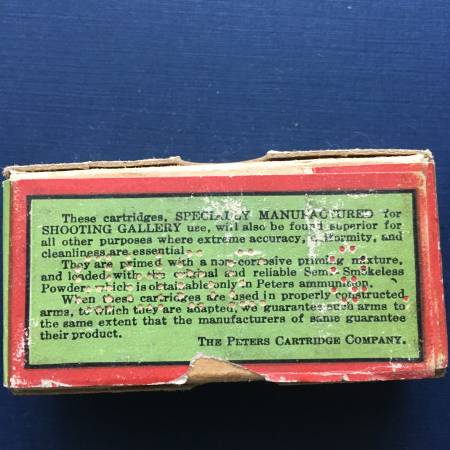 These cartridges, SPECIALLY MANUFACTURED for
SHOOTING GALLERY use, will also be found superior for
all other purposes where extreme accuracy, uniformity, and
cleanliness are essential.
They are primed with a non-corrosive priming mixture,
and loaded with the original and reliable Semi-Smokeless
Powder, which is obtainable only in Peters ammunition.
When these cartridges are used in properly constructed
arms, to which they are adapted, we guarantee such arms to
the same extent that the manufacturers of same guarantee
their product.
THE PETERS CARTRIDGE COMPANY.